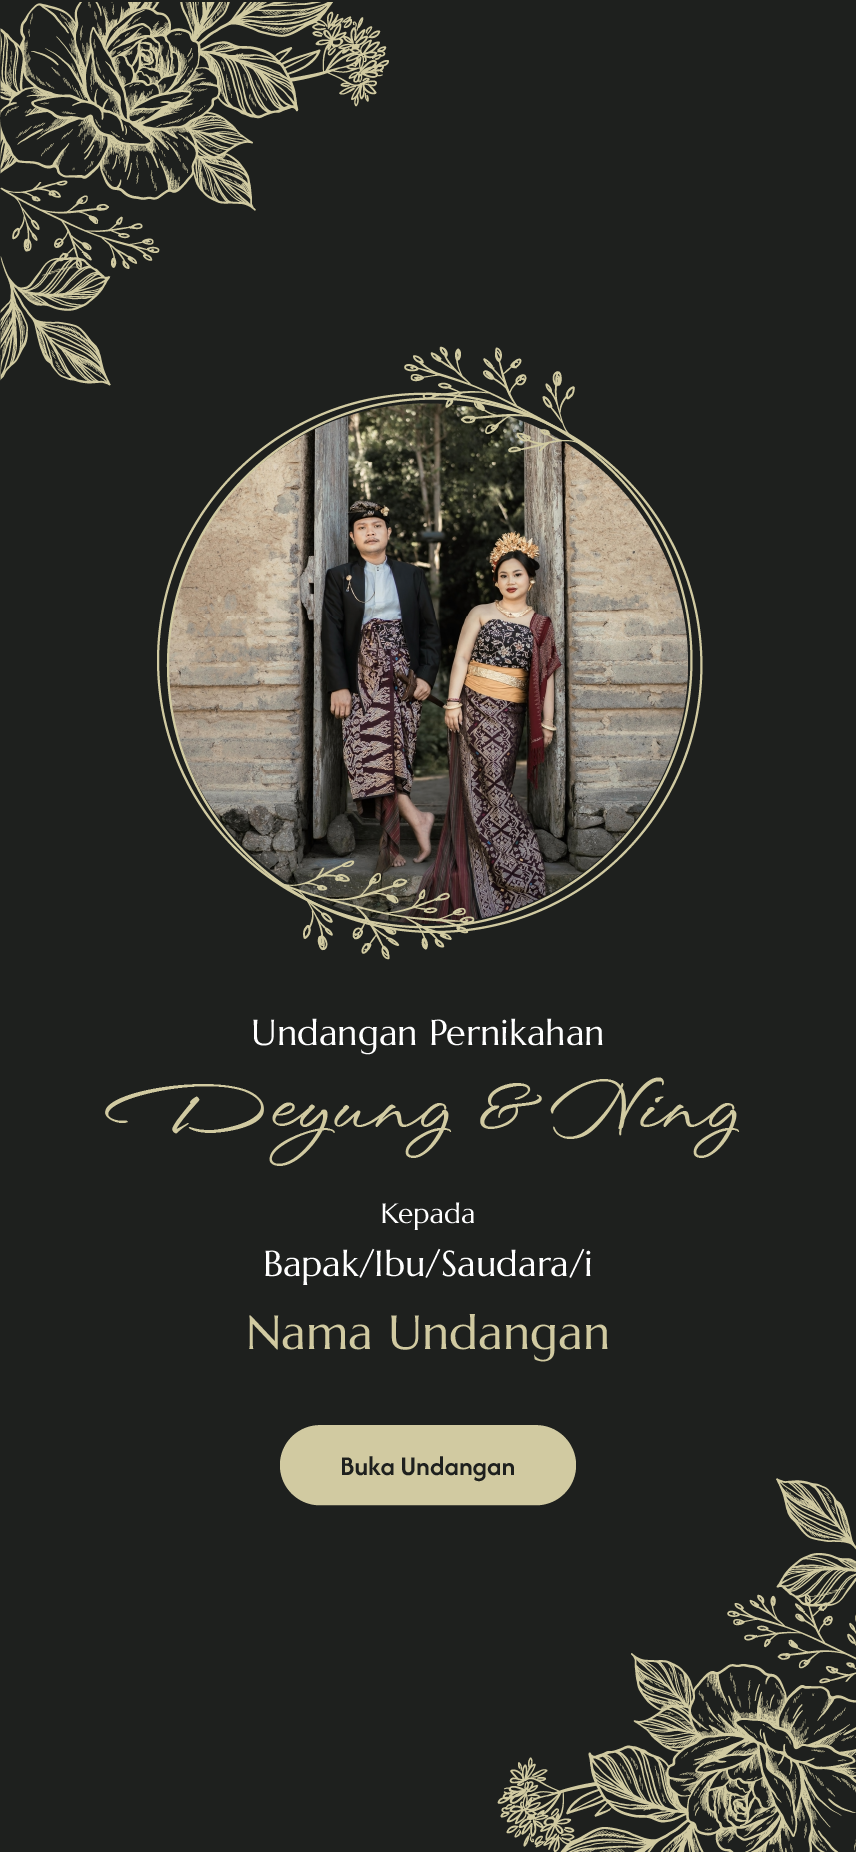 Undangan Pernikahan
Deyung & Ning
Kepada
Bapak/Ibu/Saudara/i
Nama Undangan
Buka Undangan